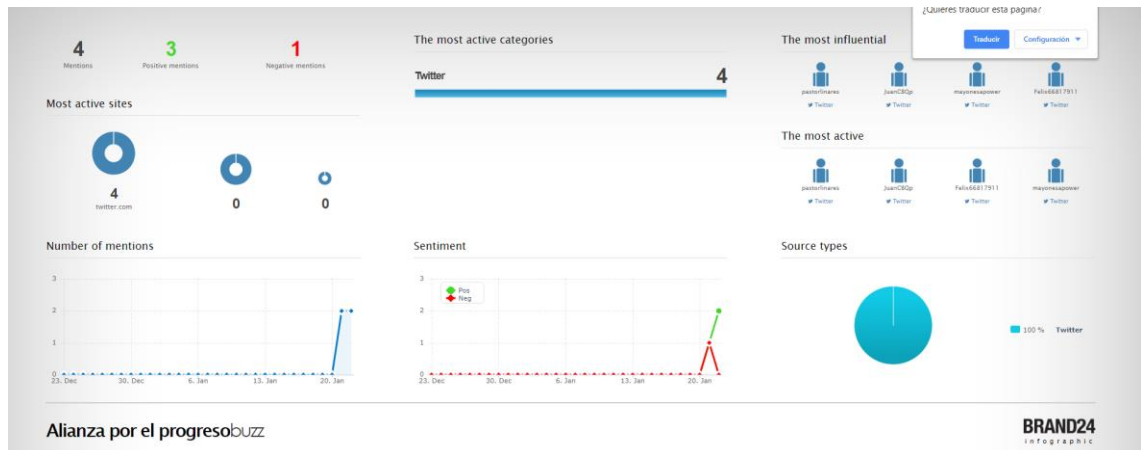 ¿Quieres traducir esta página?
Traducir
Configuración
4
Mentions
3
Positive mentions
1
Negative mentions
The most active categories
Twitter
4
The most influential
pastorlinares
Twitter
JuanCBQp
Twitter
mayonesapower
Twitter
Felix66817911
Twitter
Most active sites
4
twitter.com
0
0
The most active
pastorlinares
Twitter
JuanCBQp
Twitter
Felix66817911
Twitter
mayonesapower
Twitter
Number of mentions
3
2
1
0
23. Dec
30. Dec
6. Jan
13. Jan
20. Jan
Sentiment
Pos
Neg
3
2
1
0
23. Dec
30. Dec
6. Jan
13. Jan
20. Jan
Source types
100 % Twitter
Alianza por el progresobuzz
BRAND24
infographic